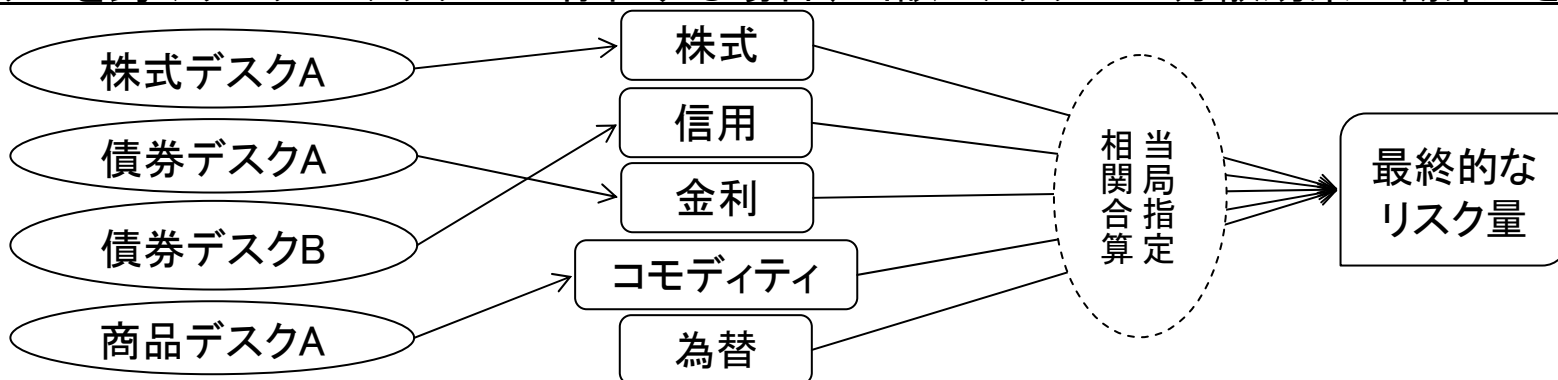 株式デスクA
債券デスクA
債券デスクB
商品デスクA
株式
信用
金利
コモディティ
為替
当局指定
相関合算
最終的な
リスク量